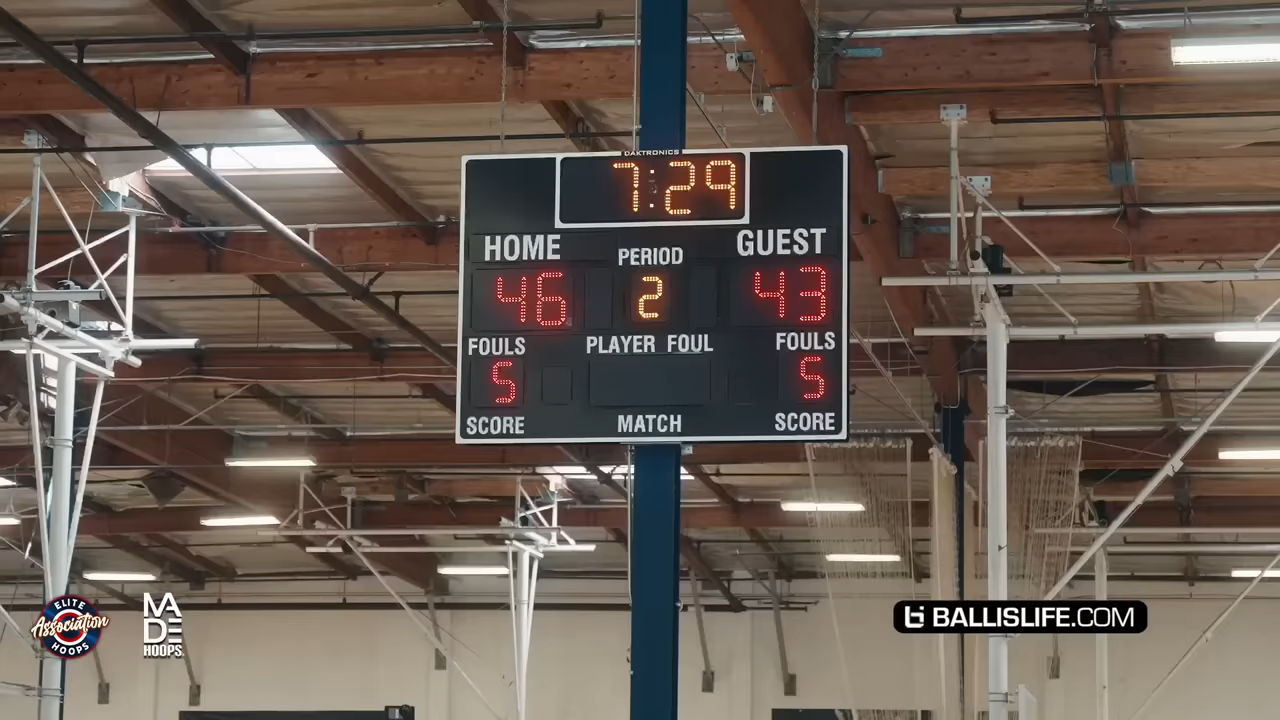 DAKTRONICS
7:29
HOME
PERIOD
GUEST
46
2
43
FOULS
PLAYER FOUL
FOULS
5
5
SCORE
MATCH
SCORE
ELITE
Association
HOOPS
MADE
HOOPS
BALLISLIFE.COM